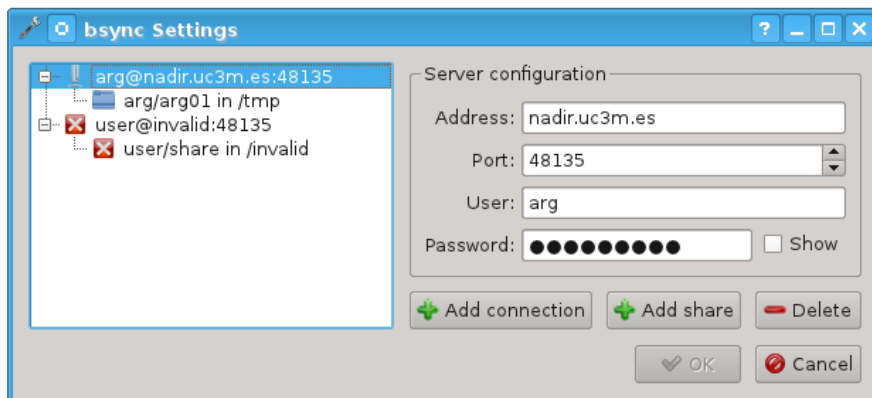 bsync Settings
arg@nadir.uc3m.es:48135
arg/arg01 in /tmp
user@invalid:48135
user/share in /invalid
Server configuration
Address: nadir.uc3m.es
Port: 48135
User: arg
Password: ●●●●●●●●● Show
Add connection Add share Delete
OK Cancel